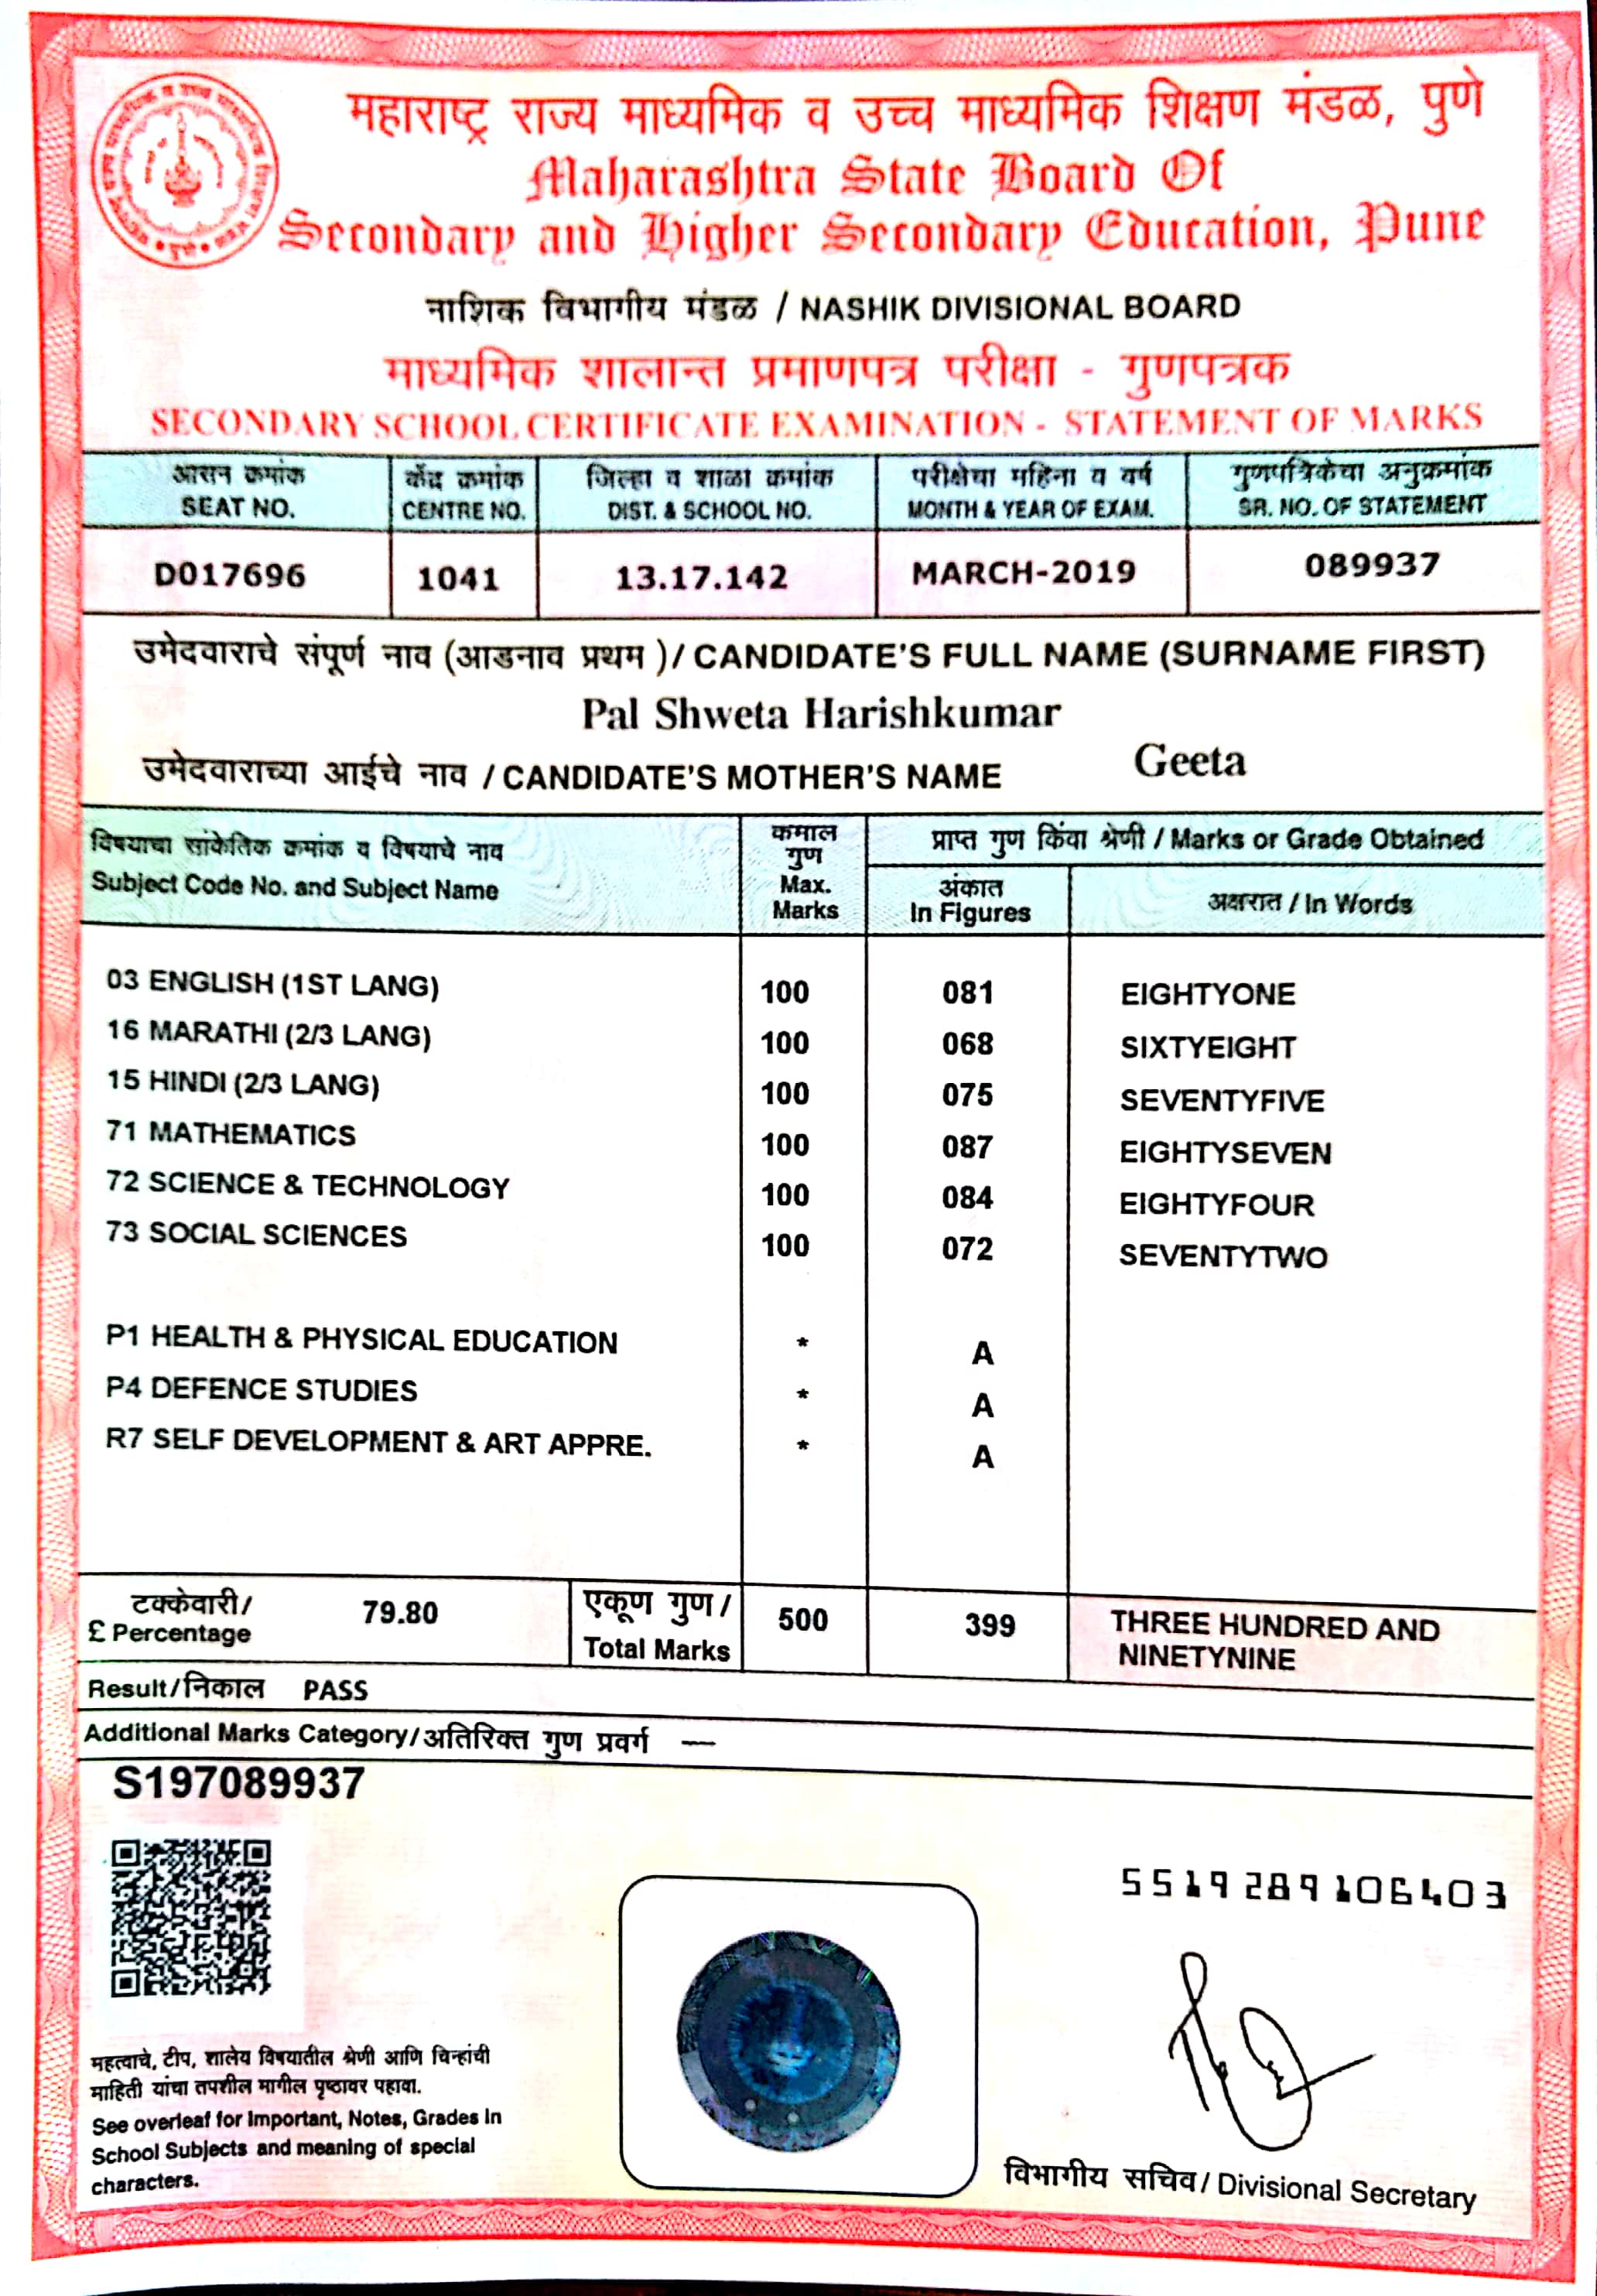 महाराष्ट्र राज्य माध्यमिक व उच्च माध्यमिक शिक्षण मंडळ, पुणे
Maharashtra State Board Of
Secondary and Higher Secondary Education, Pune
नाशिक विभागीय मंडळ / NASHIK DIVISIONAL BOARD
माध्यमिक शालान्त प्रमाणपत्र परीक्षा - गुणपत्रक
SECONDARY SCHOOL CERTIFICATE EXAMINATION - STATEMENT OF MARKS
आसन क्रमांक केंद्र क्रमांक जिल्हा व शाळा क्रमांक परीक्षेचा महिना व वर्ष गुणपत्रिकेचा अनुक्रमांक
SEAT NO. CENTRE NO. DIST. & SCHOOL NO. MONTH & YEAR OF EXAM. SR. NO. OF STATEMENT
D017696 1041 13.17.142 MARCH-2019 089937
उमेदवाराचे संपूर्ण नाव (आडनाव प्रथम )/ CANDIDATE'S FULL NAME (SURNAME FIRST)
Pal Shweta Harishkumar
उमेदवाराच्या आईचे नाव / CANDIDATE'S MOTHER'S NAME Geeta
विषयाचा सांकेतिक क्रमांक व विषयाचे नाव
Subject Code No. and Subject Name
कमाल
गुण
Max.
Marks
प्राप्त गुण किंवा श्रेणी / Marks or Grade Obtained
अंकात
In Figures
अक्षरात / In Words
03 ENGLISH (1ST LANG) 100 081 EIGHTYONE
16 MARATHI (2/3 LANG) 100 068 SIXTYEIGHT
15 HINDI (2/3 LANG) 100 075 SEVENTYFIVE
71 MATHEMATICS 100 087 EIGHTYSEVEN
72 SCIENCE & TECHNOLOGY 100 084 EIGHTYFOUR
73 SOCIAL SCIENCES 100 072 SEVENTYTWO
P1 HEALTH & PHYSICAL EDUCATION * A
P4 DEFENCE STUDIES * A
R7 SELF DEVELOPMENT & ART APPRE. * A
टक्केवारी/
£ Percentage
79.80
एकूण गुण /
Total Marks
500 399 THREE HUNDRED AND
NINETYNINE
Result/निकाल PASS
Additional Marks Category/अतिरिक्त गुण प्रवर्ग —
S197089937
5519289106403
महत्वाचे, टीप, शालेय विषयातील श्रेणी आणि चिन्हांची
माहिती यांचा तपशील मागील पृष्ठावर पहावा.
See overleaf for Important, Notes, Grades in
School Subjects and meaning of special
characters.
विभागीय सचिव / Divisional Secretary